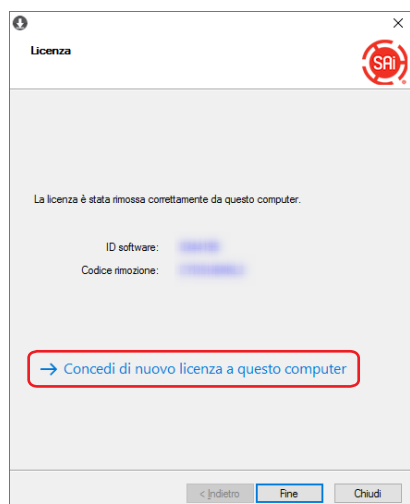 Licenza
SAi
La licenza è stata rimossa correttamente da questo computer.
ID software:
Codice rimozione:
Concedi di nuovo licenza a questo computer
< Indietro
Fine
Chiudi